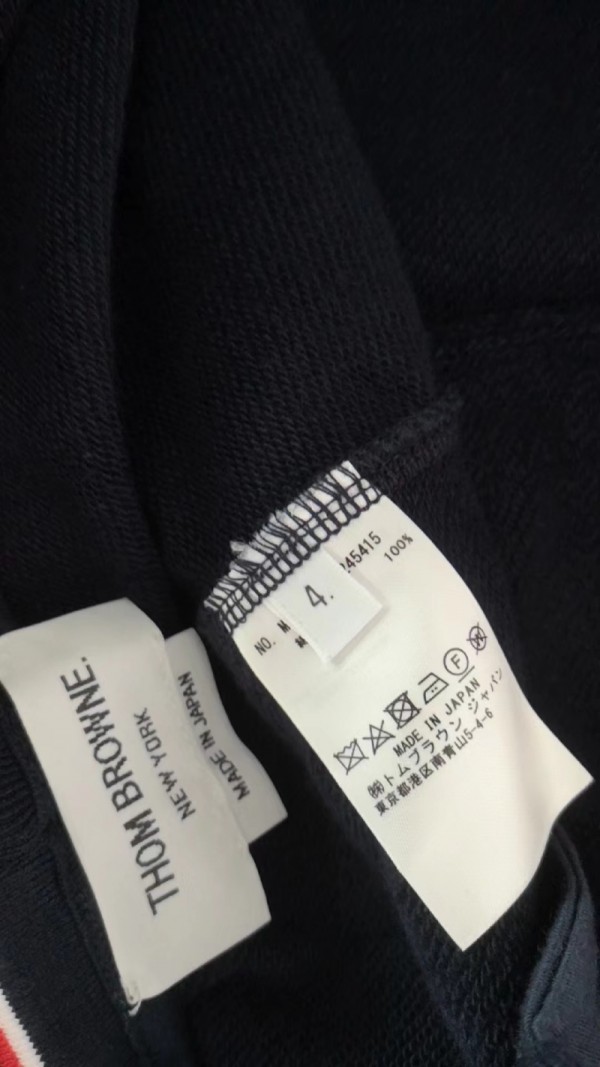 THOM BROWNE.
NEW YORK
MADE IN JAPAN
4.
245415
NO. M
100%
F
MADE IN JAPAN
㈱トムブラウン ジャパン
東京都港区南青山5-4-6